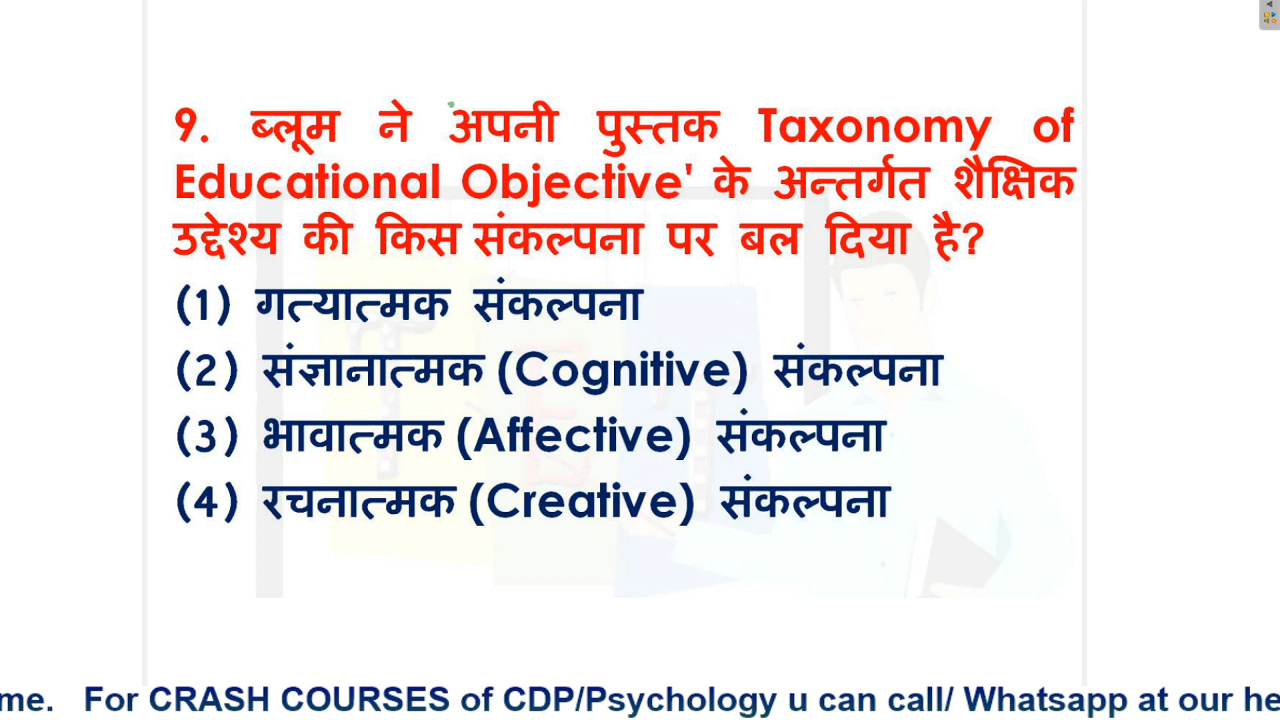 9. ब्लूम ने अपनी पुस्तक Taxonomy of
Educational Objective' के अन्तर्गत शैक्षिक
उद्देश्य की किस संकल्पना पर बल दिया है?
(1) गत्यात्मक संकल्पना
(2) संज्ञानात्मक (Cognitive) संकल्पना
(3) भावात्मक (Affective) संकल्पना
(4) रचनात्मक (Creative) संकल्पना
me. For CRASH COURSES of CDP/Psychology u can call/ Whatsapp at our he